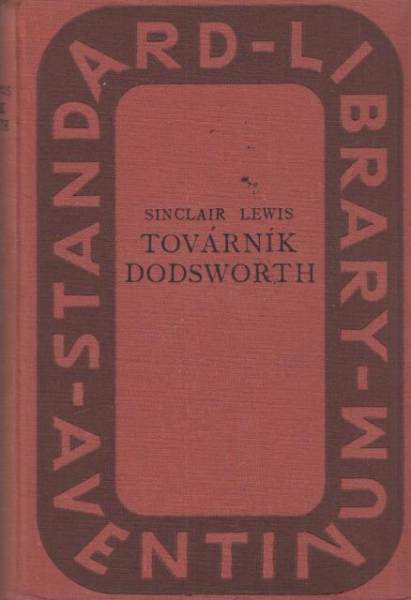 STANDARD-LIBRARY-
AVENTINUM-
SINCLAIR LEWIS
TOVÁRNÍK
DODSWORTH